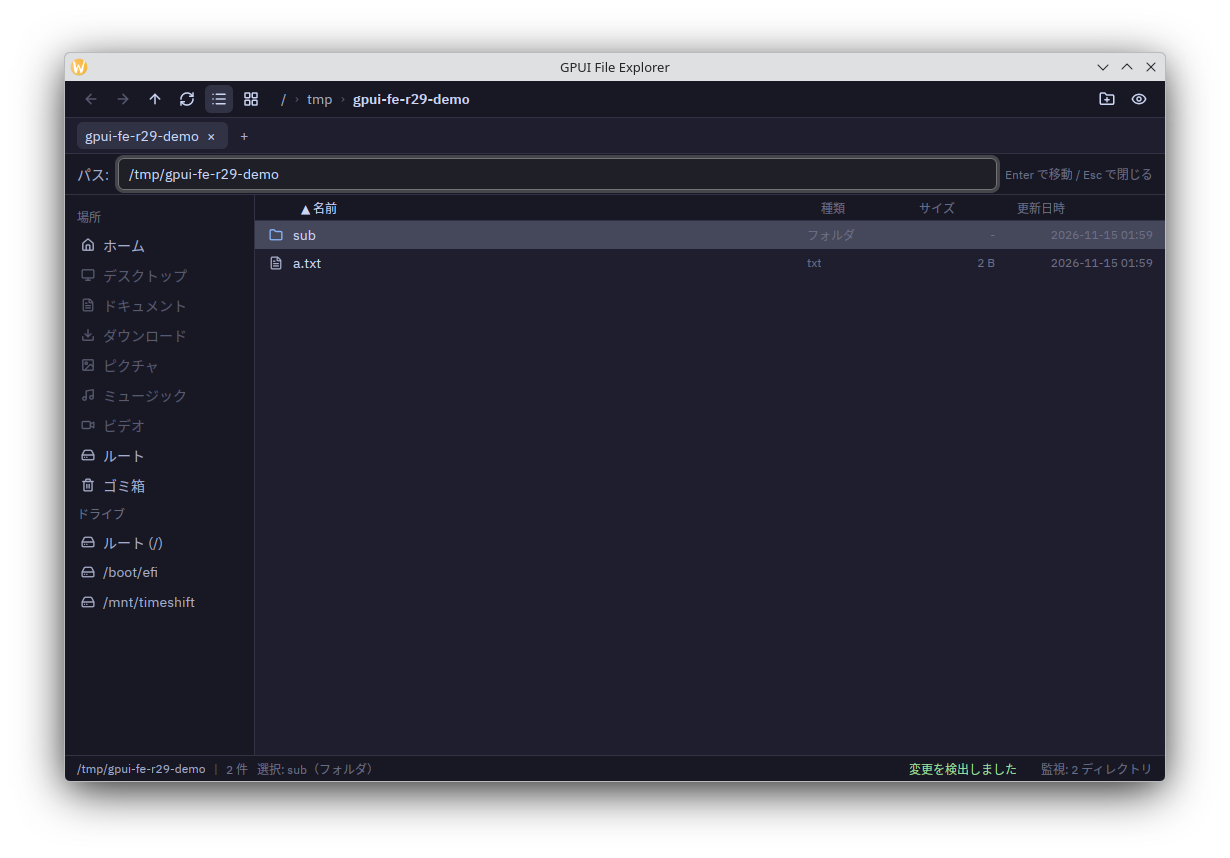 GPUI File Explorer
/ › tmp › gpui-fe-r29-demo
gpui-fe-r29-demo × +
パス: /tmp/gpui-fe-r29-demo Enter で移動 / Esc で閉じる
場所
ホーム
デスクトップ
ドキュメント
ダウンロード
ピクチャ
ミュージック
ビデオ
ルート
ゴミ箱
ドライブ
ルート (/)
/boot/efi
/mnt/timeshift
▲名前 種類 サイズ 更新日時
sub フォルダ - 2026-11-15 01:59
a.txt txt 2 B 2026-11-15 01:59
/tmp/gpui-fe-r29-demo | 2 件 選択: sub（フォルダ） 変更を検出しました 監視: 2 ディレクトリ